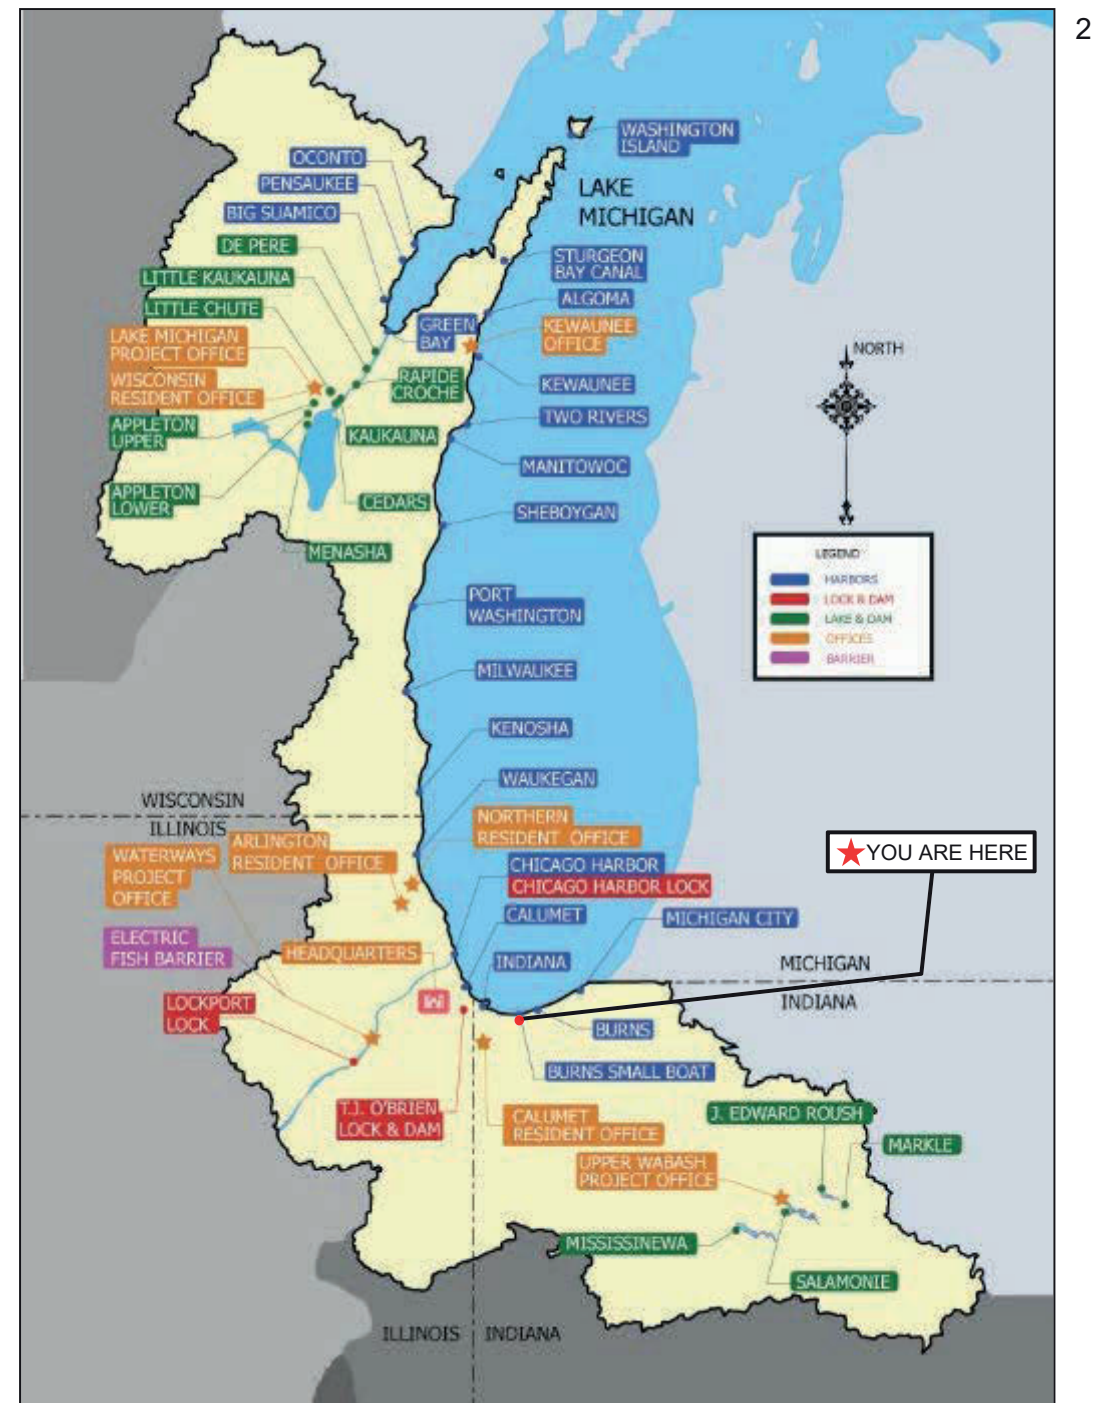 2
WASHINGTON
ISLAND
OCONTO
PENSAUKEE
LAKE
MICHIGAN
BIG SUAMICO
DE PERE
STURGEON
BAY CANAL
LITTLE KAUKAUNA
ALGOMA
LITTLE CHUTE
GREEN
BAY
KEWAUNEE
OFFICE
LAKE MICHIGAN
PROJECT OFFICE
NORTH
WISCONSIN
RESIDENT OFFICE
RAPIDE
CROCHE
KEWAUNEE
TWO RIVERS
APPLETON
UPPER
KAUKAUNA
MANITOWOC
APPLETON
LOWER
CEDARS
SHEBOYGAN
MENASHA
LEGEND
HARBORS
LOCK & DAM
LAKE & DAM
OFFICES
BARRIER
PORT
WASHINGTON
MILWAUKEE
KENOSHA
WAUKEGAN
WISCONSIN
ILLINOIS
NORTHERN
RESIDENT OFFICE
ARLINGTON
RESIDENT OFFICE
YOU ARE HERE
WATERWAYS
PROJECT
OFFICE
CHICAGO HARBOR
CHICAGO HARBOR LOCK
CALUMET
MICHIGAN CITY
ELECTRIC
FISH BARRIER
HEADQUARTERS
INDIANA
MICHIGAN
INDIANA
LOCKPORT
LOCK
BURNS
BURNS SMALL BOAT
T.J. O'BRIEN
LOCK & DAM
CALUMET
RESIDENT OFFICE
J. EDWARD ROUSH
MARKLE
UPPER WABASH
PROJECT OFFICE
MISSISSINEWA
SALAMONIE
ILLINOIS
INDIANA